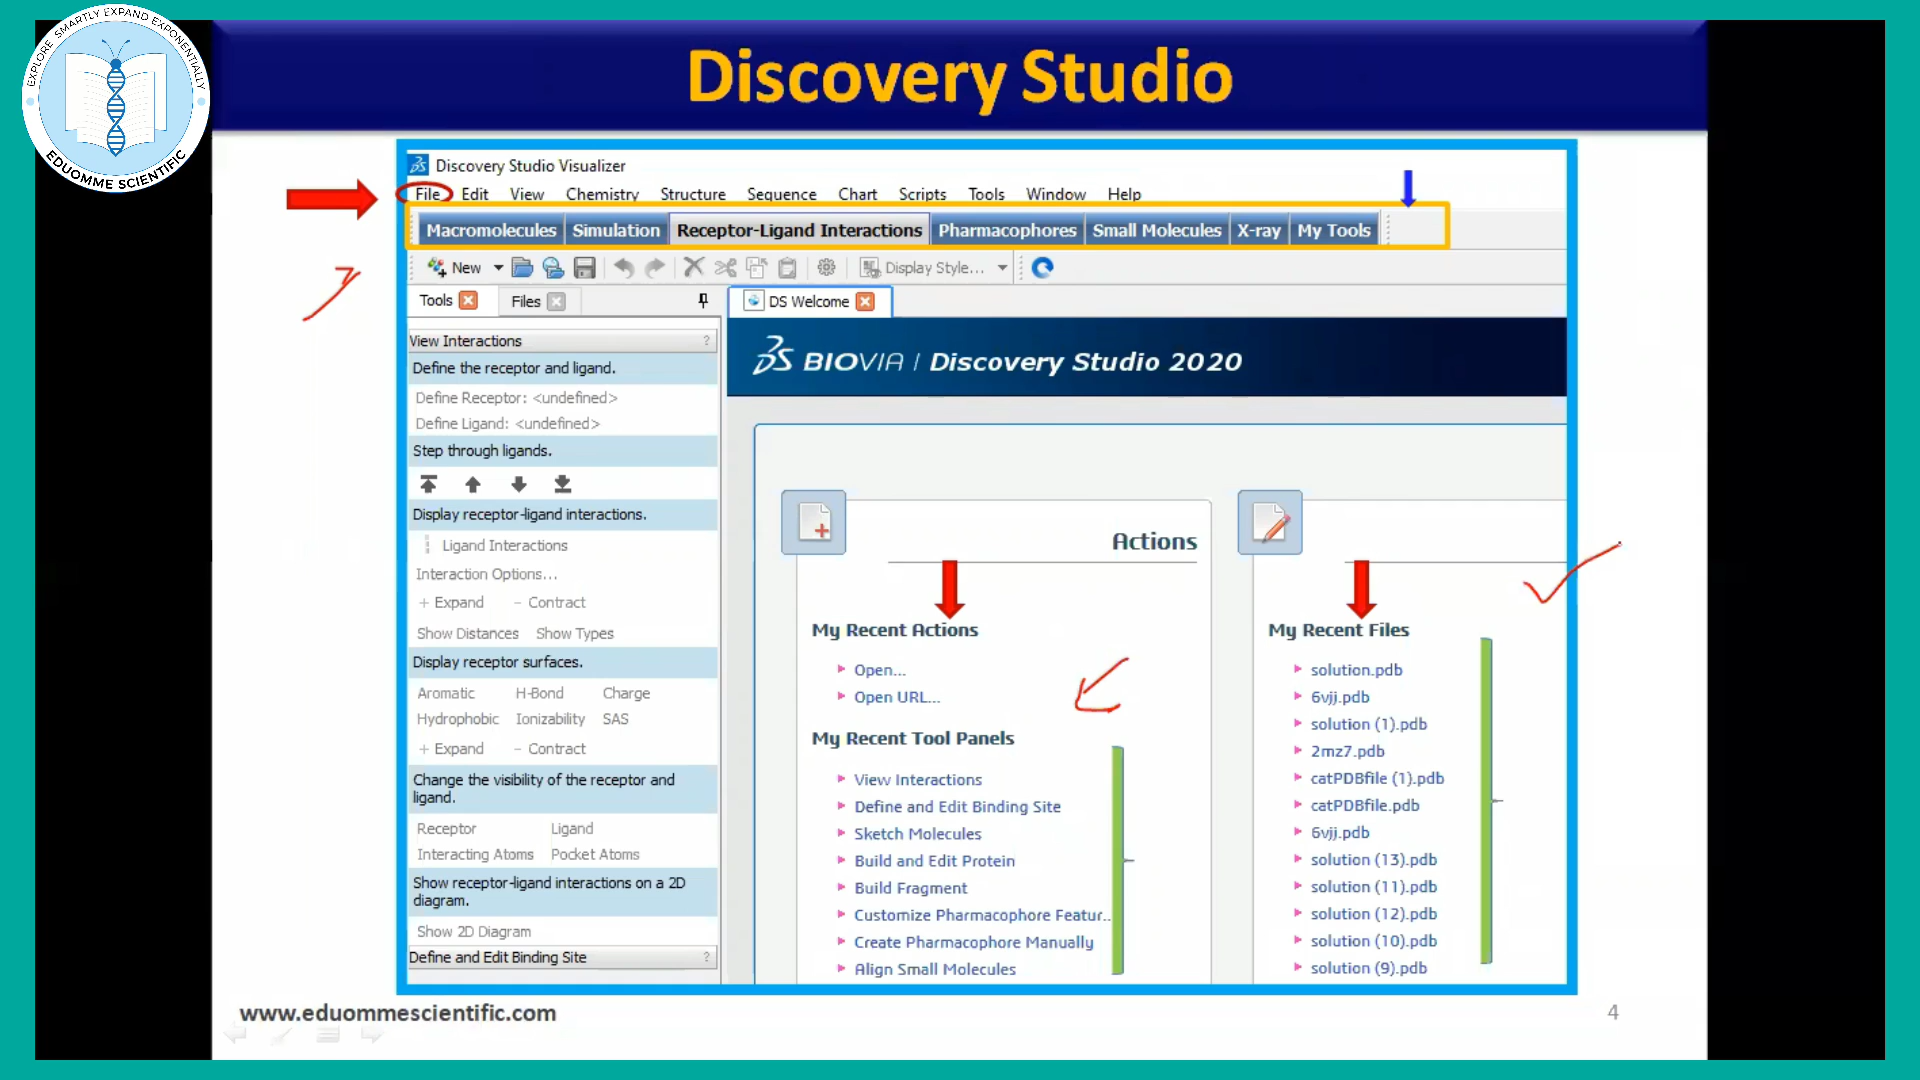 EXPLORE SMARTLY EXPAND EXPONENTIALLY
EDUOMME SCIENTIFIC
Discovery Studio
Discovery Studio Visualizer
File Edit View Chemistry Structure Sequence Chart Scripts Tools Window Help
Macromolecules Simulation Receptor-Ligand Interactions Pharmacophores Small Molecules X-ray My Tools
New Display Style...
Tools Files DS Welcome
View Interactions ?
Define the receptor and ligand.
Define Receptor: <undefined>
Define Ligand: <undefined>
Step through ligands.
Display receptor-ligand interactions.
Ligand Interactions
Interaction Options...
+ Expand - Contract
Show Distances Show Types
Display receptor surfaces.
Aromatic H-Bond Charge
Hydrophobic Ionizability SAS
+ Expand - Contract
Change the visibility of the receptor and
ligand.
Receptor Ligand
Interacting Atoms Pocket Atoms
Show receptor-ligand interactions on a 2D
diagram.
Show 2D Diagram
Define and Edit Binding Site ?
DS BIOVIA | Discovery Studio 2020
Actions
My Recent Actions
Open...
Open URL...
My Recent Tool Panels
View Interactions
Define and Edit Binding Site
Sketch Molecules
Build and Edit Protein
Build Fragment
Customize Pharmacophore Featur..
Create Pharmacophore Manually
Align Small Molecules
My Recent Files
solution.pdb
6vjj.pdb
solution (1).pdb
2mz7.pdb
catPDBfile (1).pdb
catPDBfile.pdb
6vjj.pdb
solution (13).pdb
solution (11).pdb
solution (12).pdb
solution (10).pdb
solution (9).pdb
www.eduommescientific.com
4